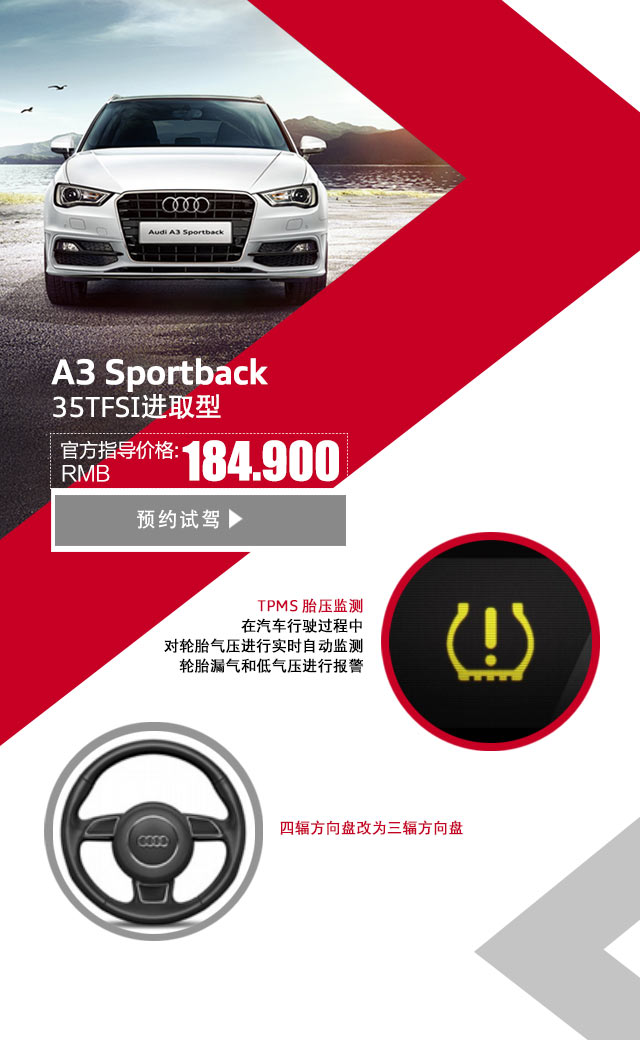 Audi A3 Sportback
A3 Sportback
35TFSI进取型
官方指导价格:
RMB
184.900
预约试驾
TPMS 胎压监测
在汽车行驶过程中
对轮胎气压进行实时自动监测
轮胎漏气和低气压进行报警
四辐方向盘改为三辐方向盘